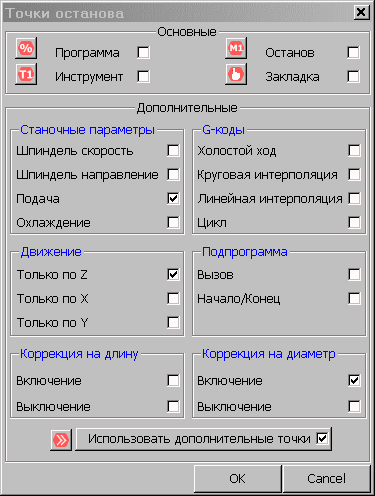 Точки останова
Основные
% Программа M1 Останов
T1 Инструмент Закладка
Дополнительные
Станочные параметры
Шпиндель скорость
Шпиндель направление
Подача
Охлаждение
G-коды
Холостой ход
Круговая интерполяция
Линейная интерполяция
Цикл
Движение
Только по Z
Только по X
Только по Y
Подпрограмма
Вызов
Начало/Конец
Коррекция на длину
Включение
Выключение
Коррекция на диаметр
Включение
Выключение
Использовать дополнительные точки
OK Cancel